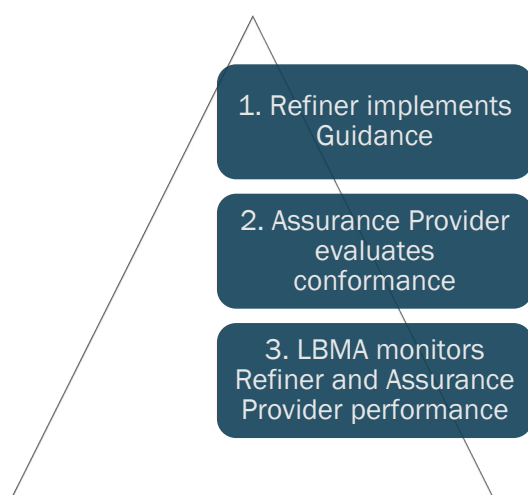 1. Refiner implements
Guidance
2. Assurance Provider
evaluates
conformance
3. LBMA monitors
Refiner and Assurance
Provider performance